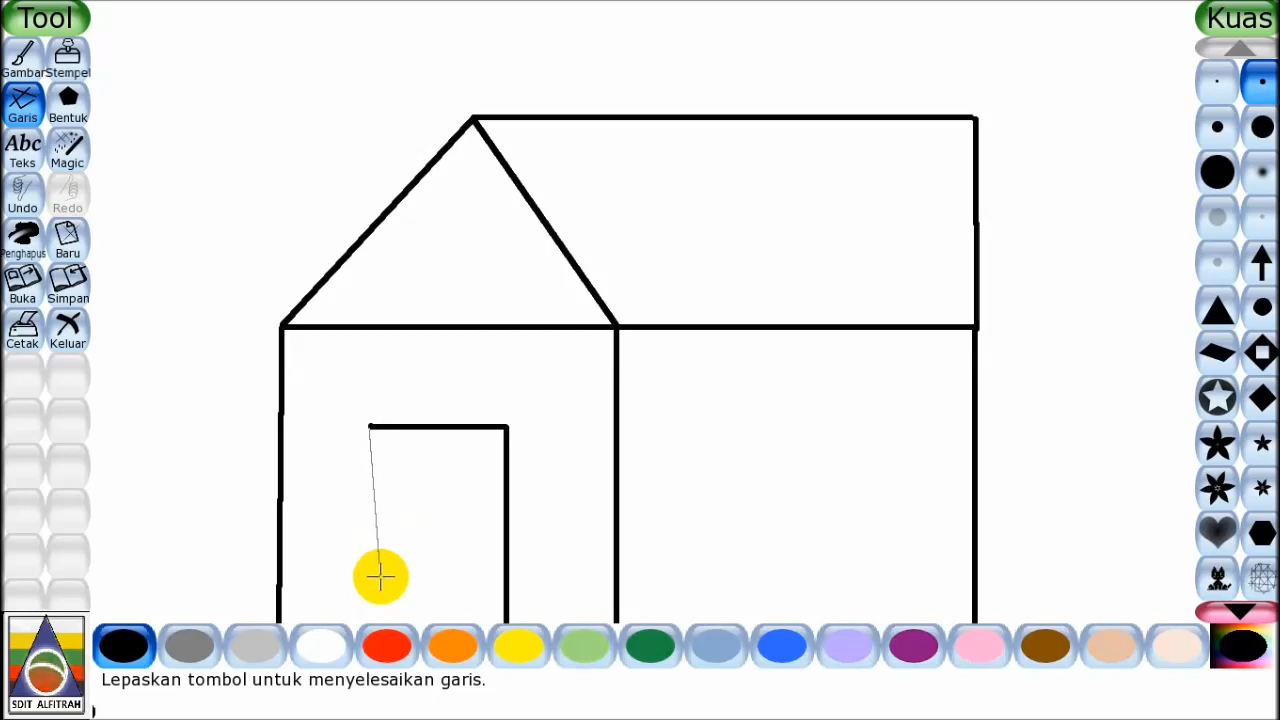 Tool
Kuas
Gambar
Stempel
Garis
Bentuk
Abc
Teks
Magic
Undo
Redo
Penghapus
Baru
Buka
Simpan
Cetak
Keluar
SDIT ALFITRAH
Lepaskan tombol untuk menyelesaikan garis.